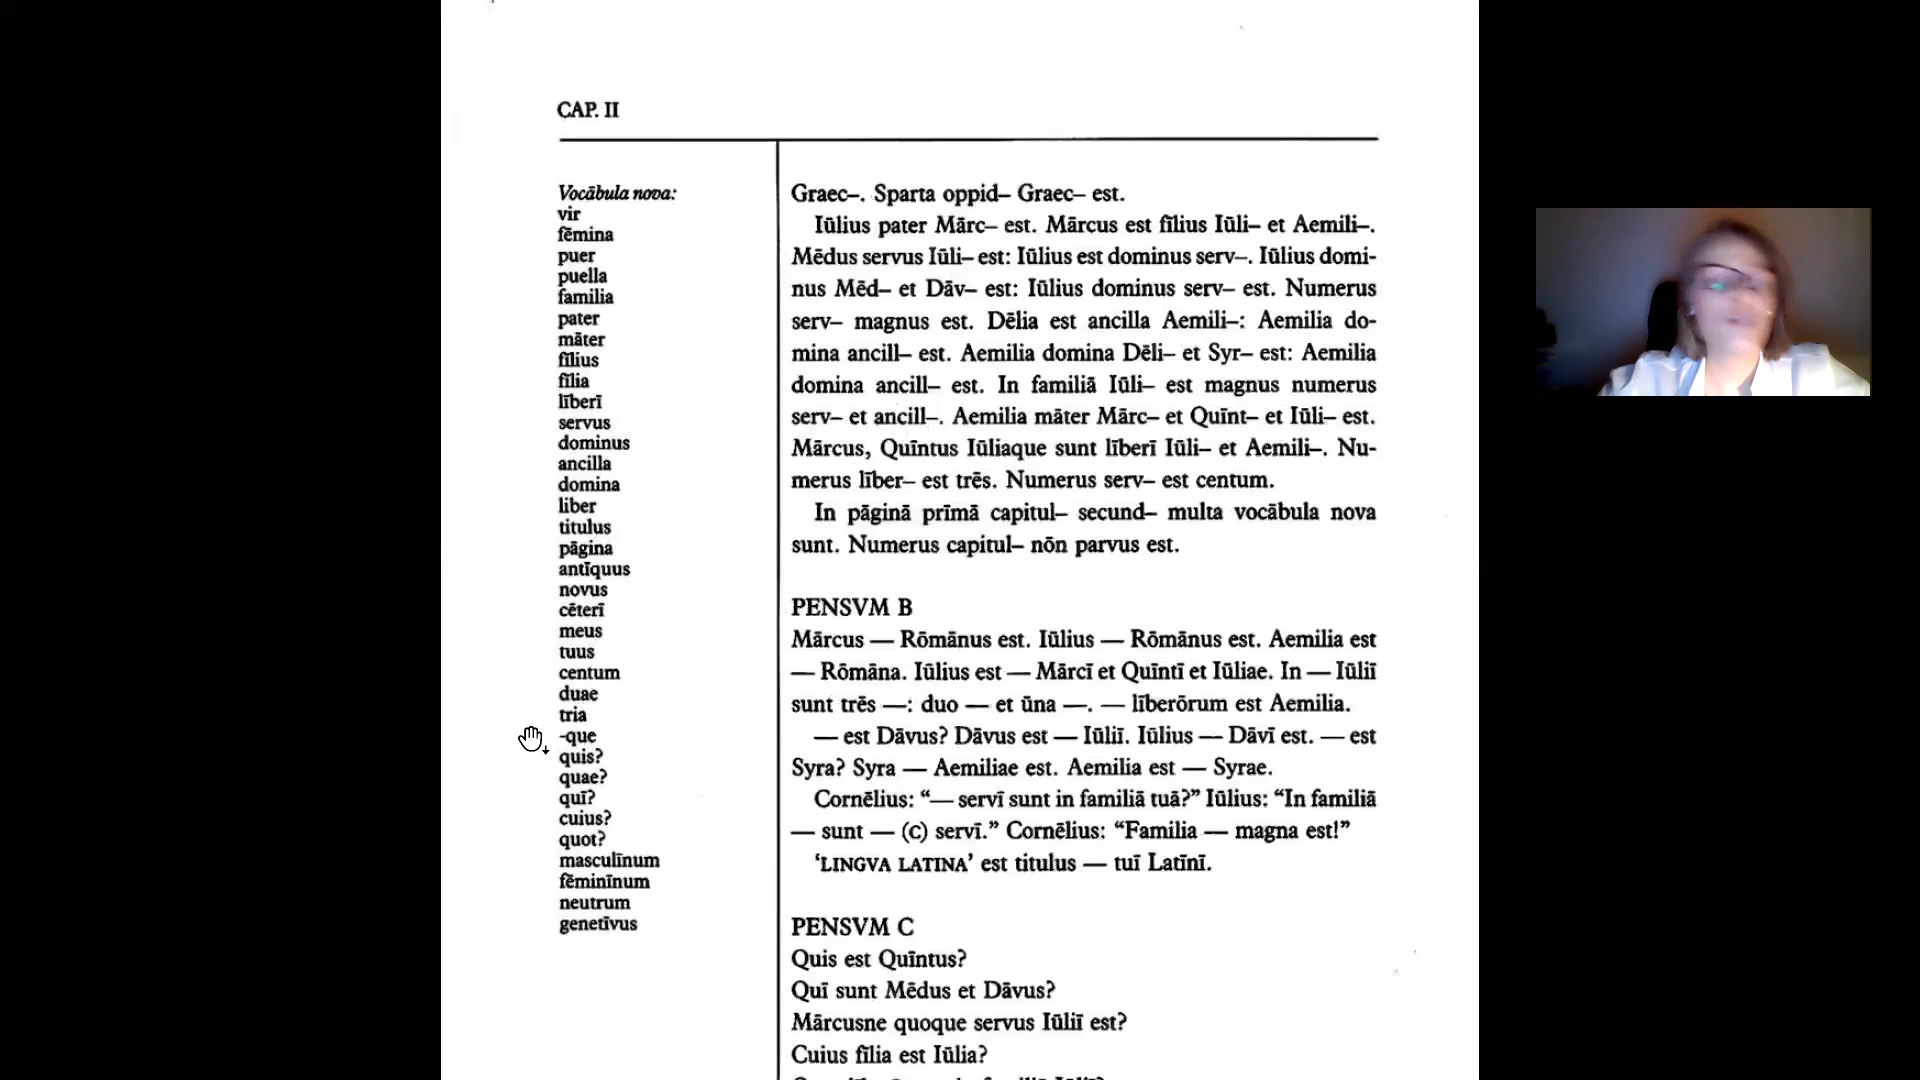 CAP. II
Vocābula nova:
vir
fēmina
puer
puella
familia
pater
māter
fīlius
fīlia
līberī
servus
dominus
ancilla
domina
liber
titulus
pāgina
antīquus
novus
cēterī
meus
tuus
centum
duae
tria
-que
quis?
quae?
quī?
cuius?
quot?
masculīnum
fēminīnum
neutrum
genetīvus
Graec–. Sparta oppid– Graec– est.
Iūlius pater Mārc– est. Mārcus est fīlius Iūli– et Aemili–.
Mēdus servus Iūli– est: Iūlius est dominus serv–. Iūlius domi-
nus Mēd– et Dāv– est: Iūlius dominus serv– est. Numerus
serv– magnus est. Dēlia est ancilla Aemili–: Aemilia do-
mina ancill– est. Aemilia domina Dēli– et Syr– est: Aemilia
domina ancill– est. In familiā Iūli– est magnus numerus
serv– et ancill–. Aemilia māter Mārc– et Quīnt– et Iūli– est.
Mārcus, Quīntus Iūliaque sunt līberī Iūli– et Aemili–. Nu-
merus līber– est trēs. Numerus serv– est centum.
In pāginā prīmā capitul– secund– multa vocābula nova
sunt. Numerus capitul– nōn parvus est.
PENSVM B
Mārcus — Rōmānus est. Iūlius — Rōmānus est. Aemilia est
— Rōmāna. Iūlius est — Mārcī et Quīntī et Iūliae. In — Iūliī
sunt trēs —: duo — et ūna —. — līberōrum est Aemilia.
— est Dāvus? Dāvus est — Iūliī. Iūlius — Dāvī est. — est
Syra? Syra — Aemiliae est. Aemilia est — Syrae.
Cornēlius: “— servī sunt in familiā tuā?” Iūlius: “In familiā
— sunt — (C) servī.” Cornēlius: “Familia — magna est!”
‘LINGVA LATINA’ est titulus — tuī Latīnī.
PENSVM C
Quis est Quīntus?
Quī sunt Mēdus et Dāvus?
Mārcusne quoque servus Iūliī est?
Cuius fīlia est Iūlia?